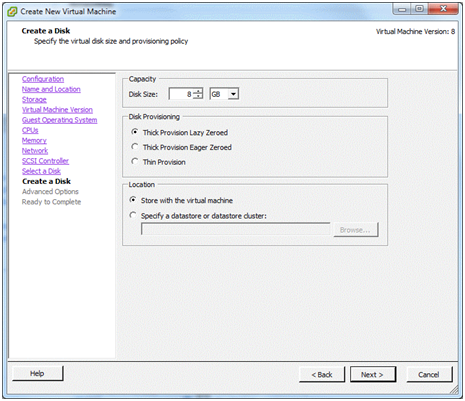 Create New Virtual Machine
Create a Disk
Specify the virtual disk size and provisioning policy
Virtual Machine Version: 8
Configuration
Name and Location
Storage
Virtual Machine Version
Guest Operating System
CPUs
Memory
Network
SCSI Controller
Select a Disk
Create a Disk
Advanced Options
Ready to Complete
Capacity
Disk Size: 8 GB
Disk Provisioning
Thick Provision Lazy Zeroed
Thick Provision Eager Zeroed
Thin Provision
Location
Store with the virtual machine
Specify a datastore or datastore cluster:
Browse...
Help
< Back
Next >
Cancel